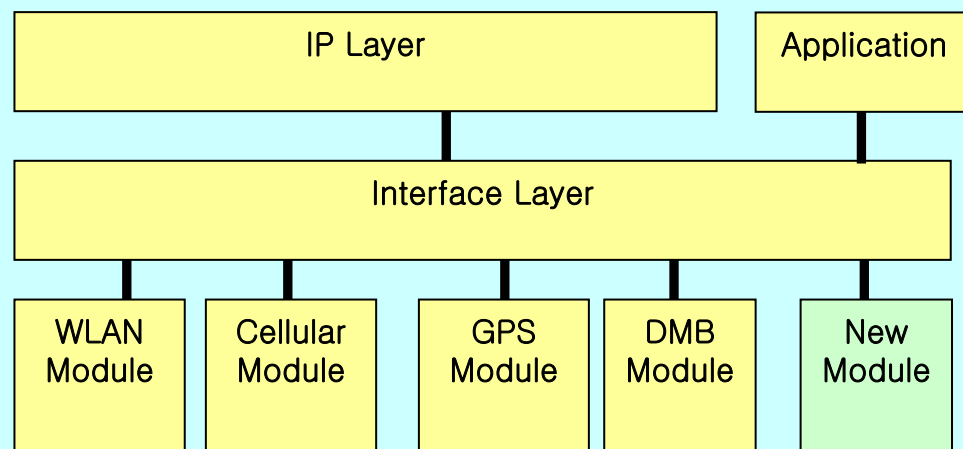 IP Layer
Application
Interface Layer
WLAN
Module
Cellular
Module
GPS
Module
DMB
Module
New
Module